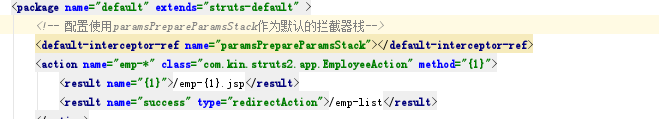 <package name="default" extends="struts-default" >
<!-- 配置使用paramsPrepareParamsStack作为默认的拦截器栈-->
<default-interceptor-ref name="paramsPrepareParamsStack"></default-interceptor-ref>
<action name="emp-*" class="com.kin.struts2.app.EmployeeAction" method="{1}">
<result name="{1}">/emp-{1}.jsp</result>
<result name="success" type="redirectAction">/emp-list</result>